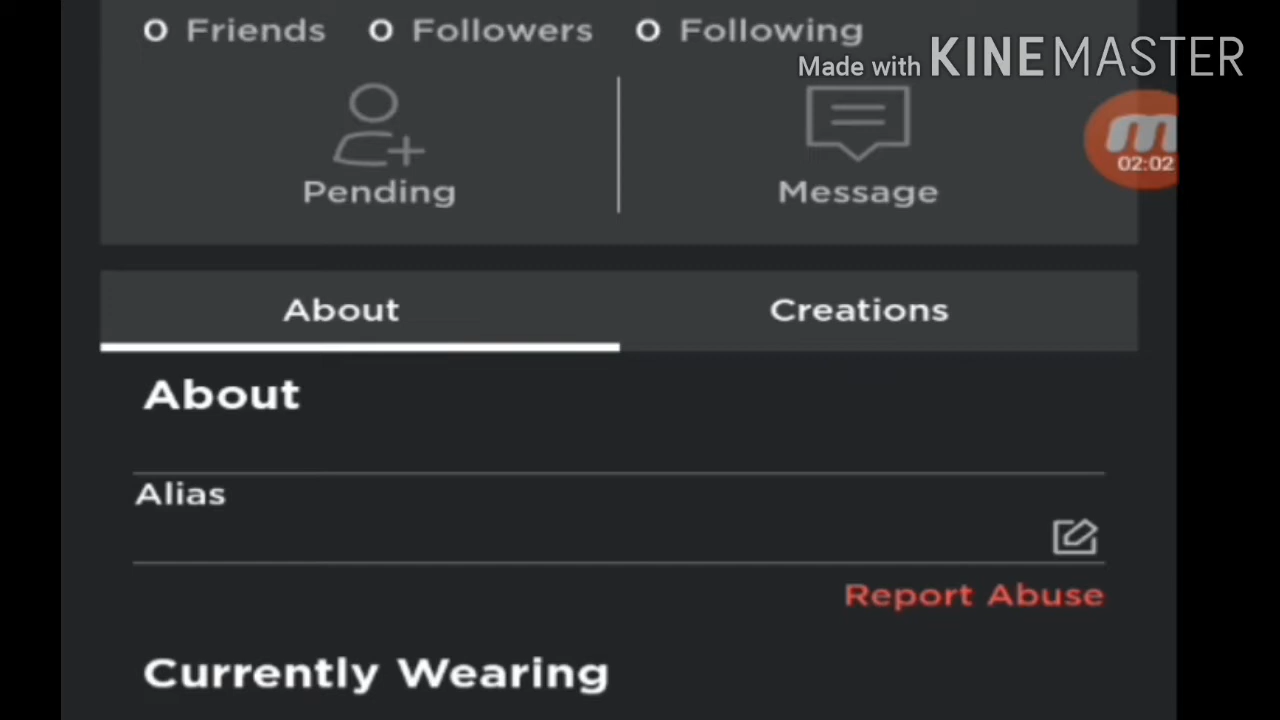 0 Friends 0 Followers 0 Following
Made with KINEMASTER
02:02
Pending Message
About Creations
About
Alias
Report Abuse
Currently Wearing